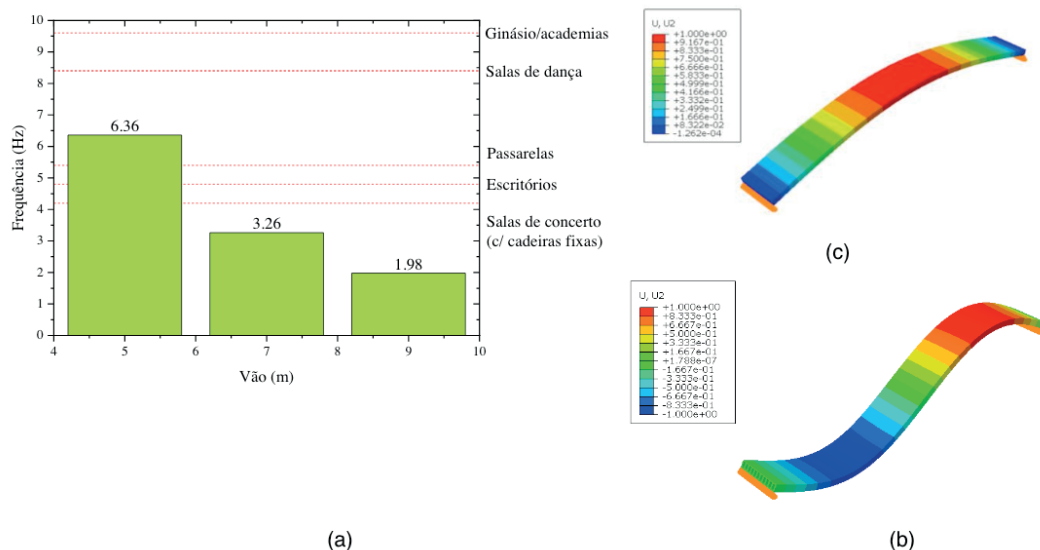 10
9
8
7
6
5
4
3
2
1
0
Frequência (Hz)
6.36
3.26
1.98
4
5
6
7
8
9
10
Vão (m)
Ginásio/academias
Salas de dança
Passarelas
Escritórios
Salas de concerto
(c/ cadeiras fixas)
(a)
U, U2
+1.000e+00
+9.167e-01
+8.333e-01
+7.500e-01
+6.666e-01
+5.833e-01
+4.999e-01
+4.166e-01
+3.332e-01
+2.499e-01
+1.666e-01
+8.322e-02
-1.262e-04
(c)
U, U2
+1.000e+00
+8.333e-01
+6.667e-01
+5.000e-01
+3.333e-01
+1.667e-01
+1.788e-07
-1.667e-01
-3.333e-01
-5.000e-01
-6.667e-01
-8.333e-01
-1.000e+00
(b)